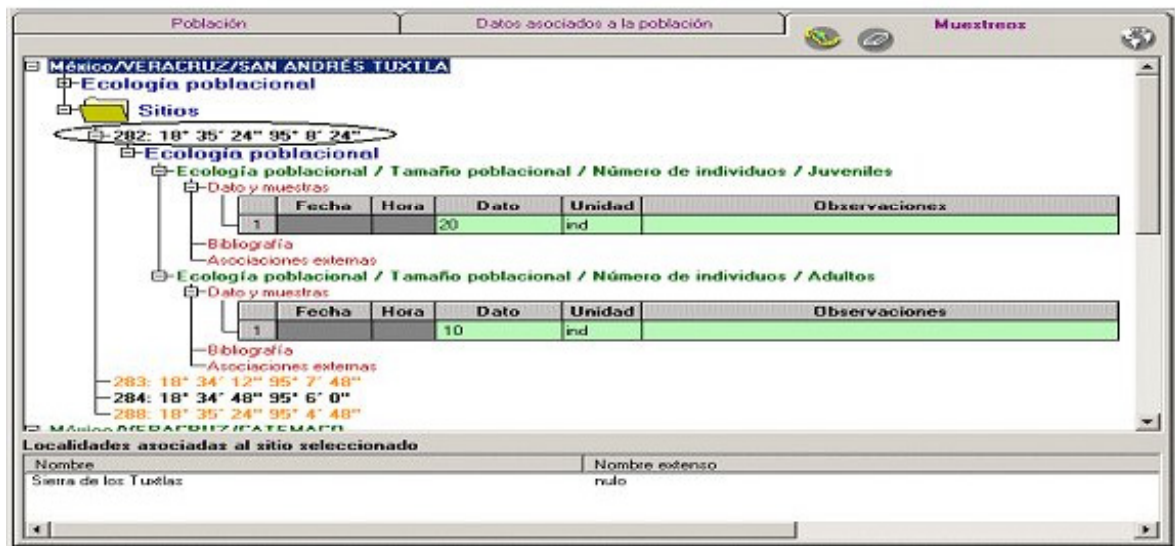 Población Datos asociados a la población Muestreos
México/VERACRUZ/SAN ANDRÉS TUXTLA
Ecología poblacional
Sitios
282: 18° 35' 24" 95° 8' 24"
Ecología poblacional
Ecología poblacional / Tamaño poblacional / Número de individuos / Juveniles
Dato y muestras
Fecha Hora Dato Unidad Observaciones
1 20 ind
Bibliografía
Asociaciones externas
Ecología poblacional / Tamaño poblacional / Número de individuos / Adultos
Dato y muestras
Fecha Hora Dato Unidad Observaciones
1 10 ind
Bibliografía
Asociaciones externas
283: 18° 34' 12" 95° 7' 48"
284: 18° 34' 48" 95° 6' 0"
288: 18° 35' 24" 95° 4' 48"
México/VERACRUZ/CATEMACO
Localidades asociadas al sitio seleccionado
Nombre Nombre extenso
Sierra de los Tuxtlas nulo